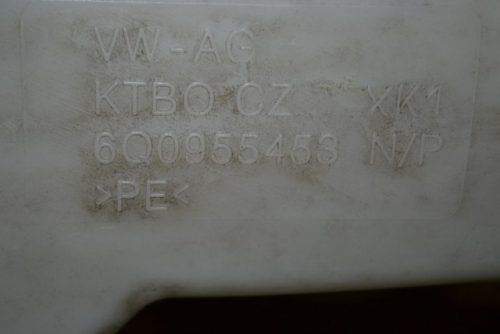 VW-AG
KTBO CZ XK1
6Q0955453 N/P
>PE<